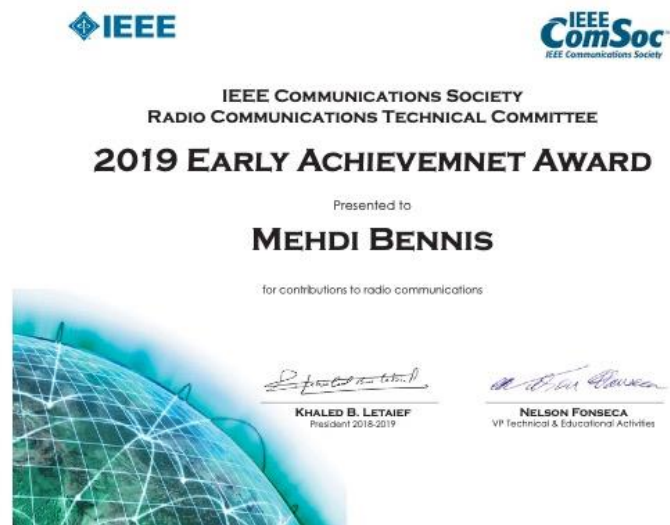 IEEE
IEEE
ComSoc
IEEE Communications Society
IEEE COMMUNICATIONS SOCIETY
RADIO COMMUNICATIONS TECHNICAL COMMITTEE
2019 EARLY ACHIEVEMNET AWARD
Presented to
MEHDI BENNIS
for contributions to radio communications
KHALED B. LETAIEF
President 2018-2019
NELSON FONSECA
VP Technical & Educational Activities